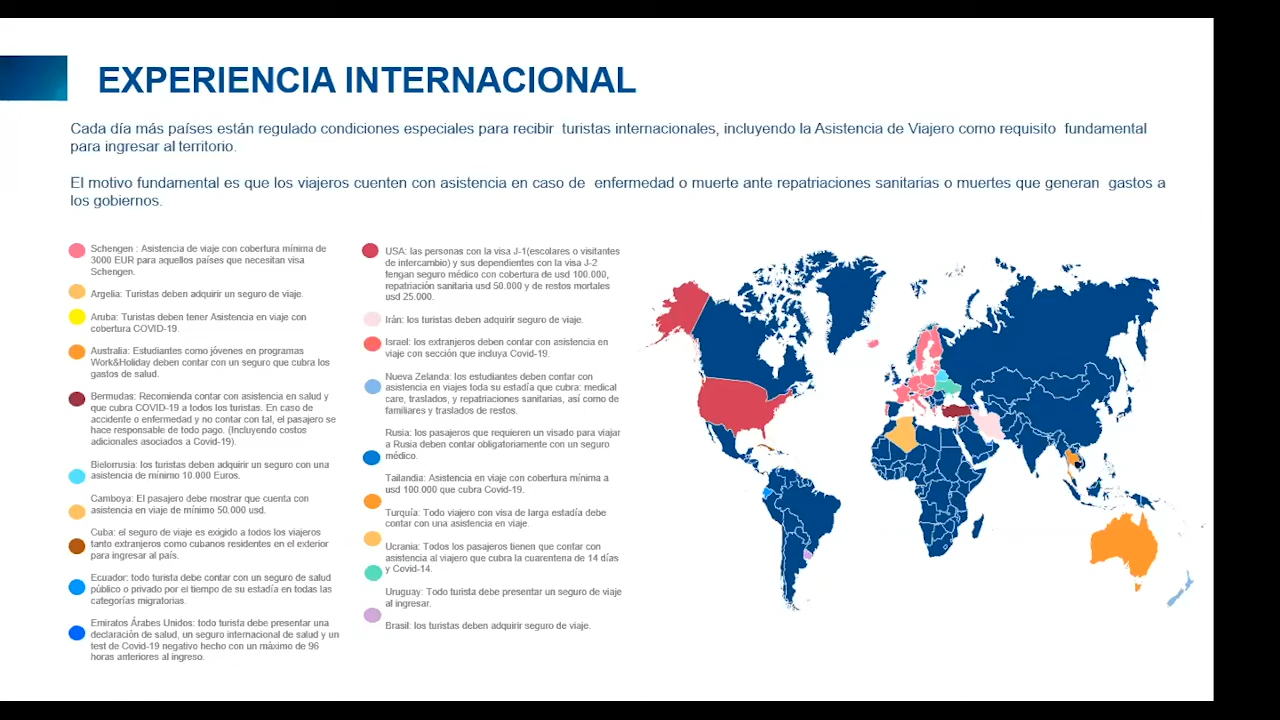 EXPERIENCIA INTERNACIONAL
Cada día más países están regulado condiciones especiales para recibir turistas internacionales, incluyendo la Asistencia de Viajero como requisito fundamental
para ingresar al territorio.
El motivo fundamental es que los viajeros cuenten con asistencia en caso de enfermedad o muerte ante repatriaciones sanitarias o muertes que generan gastos a
los gobiernos.
Schengen : Asistencia de viaje con cobertura mínima de
3000 EUR para aquellos países que necesitan visa
Schengen.
Argelia: Turistas deben adquirir un seguro de viaje.
Aruba: Turistas deben tener Asistencia en viaje con
cobertura COVID-19.
Australia: Estudiantes como jóvenes en programas
Work&Holiday deben contar con un seguro que cubra los
gastos de salud.
Bermudas: Recomienda contar con asistencia en salud y
que cubra COVID-19 a todos los turistas. En caso de
accidente o enfermedad y no contar con tal, el pasajero se
hace responsable de todo pago. (Incluyendo costos
adicionales asociados a Covid-19).
Bielorrusia: los turistas deben adquirir un seguro con una
asistencia de mínimo 10.000 Euros.
Camboya: El pasajero debe mostrar que cuenta con
asistencia en viaje de mínimo 50.000 usd.
Cuba: el seguro de viaje es exigido a todos los viajeros
tanto extranjeros como cubanos residentes en el exterior
para ingresar al país.
Ecuador: todo turista debe contar con un seguro de salud
público o privado por el tiempo de su estadía en todas las
categorías migratorias.
Emiratos Árabes Unidos: todo turista debe presentar una
declaración de salud, un seguro internacional de salud y un
test de Covid-19 negativo hecho con un máximo de 96
horas anteriores al ingreso.
USA: las personas con la visa J-1(escolares o visitantes
de intercambio) y sus dependientes con la visa J-2
tengan seguro médico con cobertura de usd 100.000,
repatriación sanitaria usd 50.000 y de restos mortales
usd 25.000.
Irán: los turistas deben adquirir seguro de viaje.
Israel: los extranjeros deben contar con asistencia en
viaje con sección que incluya Covid-19.
Nueva Zelanda: los estudiantes deben contar con
asistencia en viajes toda su estadía que cubra: medical
care, traslados, y repatriaciones sanitarias, así como de
familiares y traslados de restos.
Rusia: los pasajeros que requieren un visado para viajar
a Rusia deben contar obligatoriamente con un seguro
médico.
Tailandia: Asistencia en viaje con cobertura mínima a
usd 100.000 que cubra Covid-19.
Turquía: Todo viajero con visa de larga estadía debe
contar con una asistencia en viaje.
Ucrania: Todos los pasajeros tienen que contar con
asistencia al viajero que cubra la cuarentena de 14 días
y Covid-14.
Uruguay: Todo turista debe presentar un seguro de viaje
al ingresar.
Brasil: los turistas deben adquirir seguro de viaje.